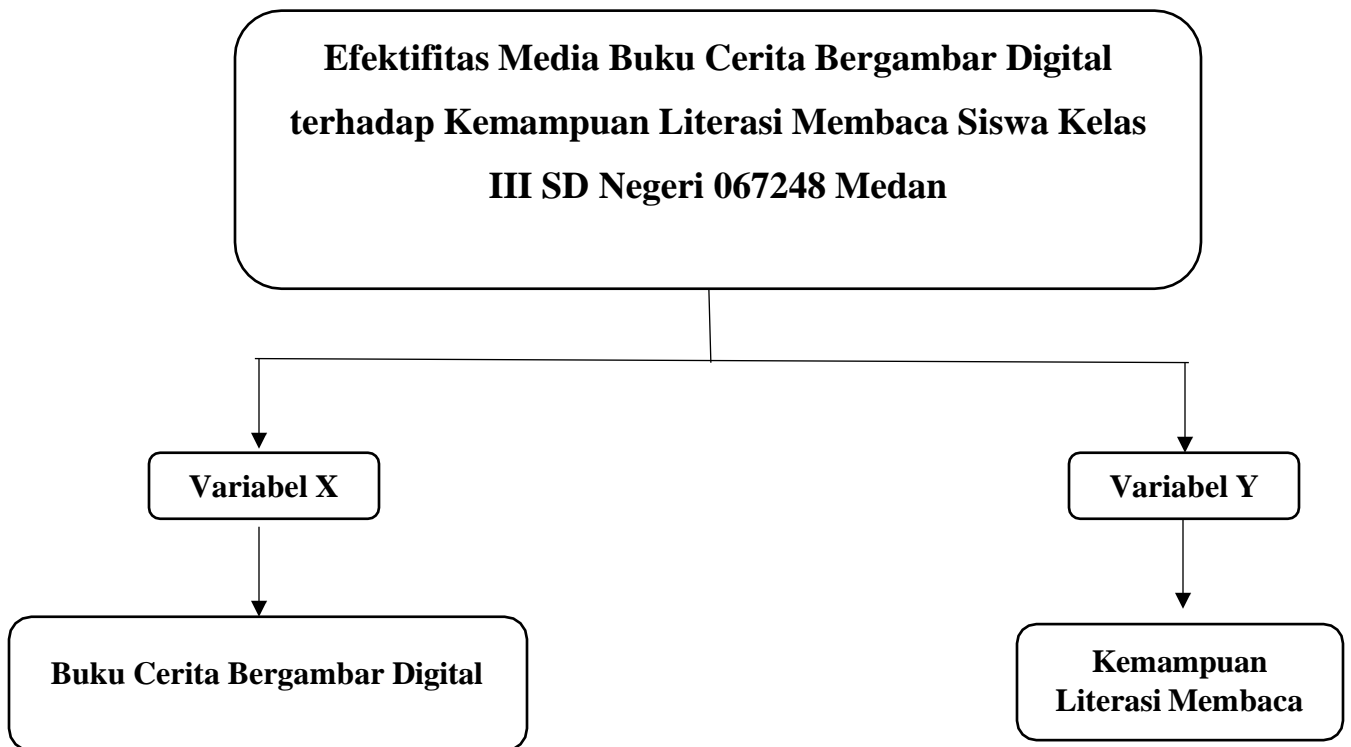 Efektifitas Media Buku Cerita Bergambar Digital
terhadap Kemampuan Literasi Membaca Siswa Kelas
III SD Negeri 067248 Medan
Variabel X
Variabel Y
Buku Cerita Bergambar Digital
Kemampuan
Literasi Membaca